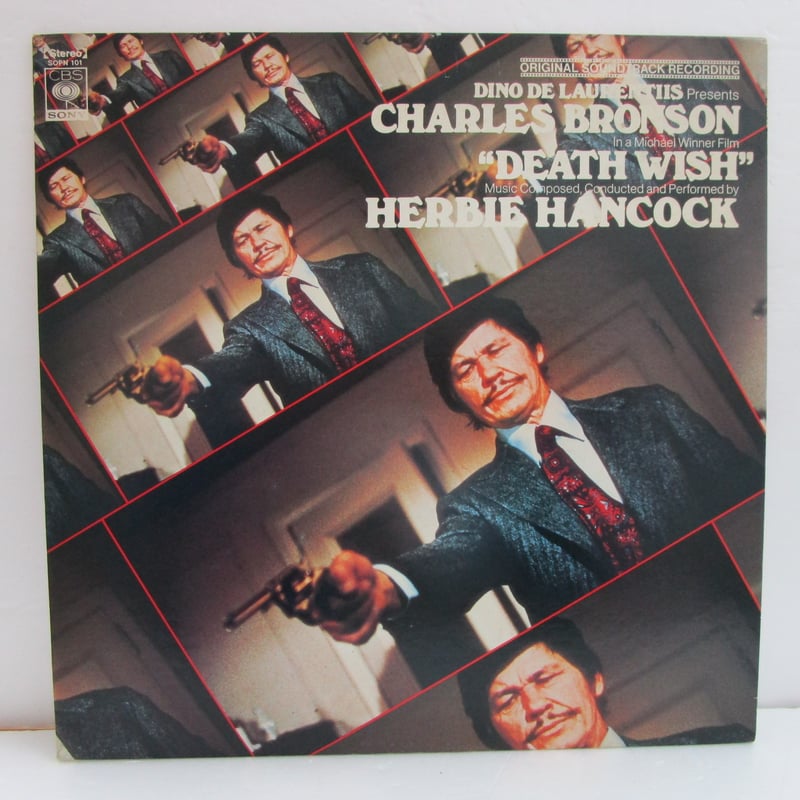 【Stereo】
SOPN 101
CBS
SONY
ORIGINAL SOUNDTRACK RECORDING
DINO DE LAURENTIIS Presents
CHARLES BRONSON
In a Michael Winner Film
“DEATH WISH”
Music Composed, Conducted and Performed by
HERBIE HANCOCK